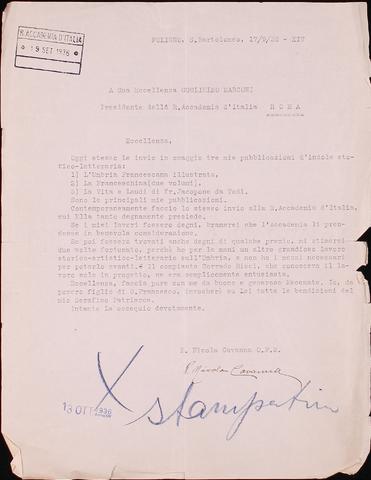 R. ACCADEMIA D'ITALIA
19 SET 1936
FOLIGNO, S.Bartolomeo, 17/9/36 - XIV
A Sua Eccellenza GUGLIELMO MARCONI
Presidente della R.Accademia d'Italia ROMA
Eccellenza,
Oggi stesso le invio in omaggio tre mie pubblicazioni d'indole sto-
rico-letteraria:
1) L'Umbria Francescana illustrata,
2) La Franceschina(due volumi),
3) La Vita e Laudi di Fr.Jacopone da Todi.
Sono le principali mie pubblicazioni.
Contemporaneamente faccio lo stesso invio alla R.Accademia d'Italia,
cui Ella tanto degnamente presiede.
Se i miei lavori fossero degni, bramerei che l'Accademia li pren-
desse in benevola considerazione.
Se poi fossero trovati anche degni di qualche premio, mi stimerei
due volte fortunato, perchè ho per le mani un altro grandioso lavoro
storico-artistico-letterario sull'Umbria, e non ho i mezzi necessari
per poterlo avanti. Il compianto Corrado Ricci, che conosceva il la-
voro solo in progetto, ne era semplicemente entusiasta.
Eccellenza, faccia pure con me da buono e generoso Mecenate. Io, da
povero figlio di S.Francesco, invocherò su Lei tutte le benedizioni del
mio Serafico Patriarca.
Intanto la ossequio devotamente.
P. Nicola Cavanna O.F.M.
P. Nicola Cavanna
X
13 OTT 1936